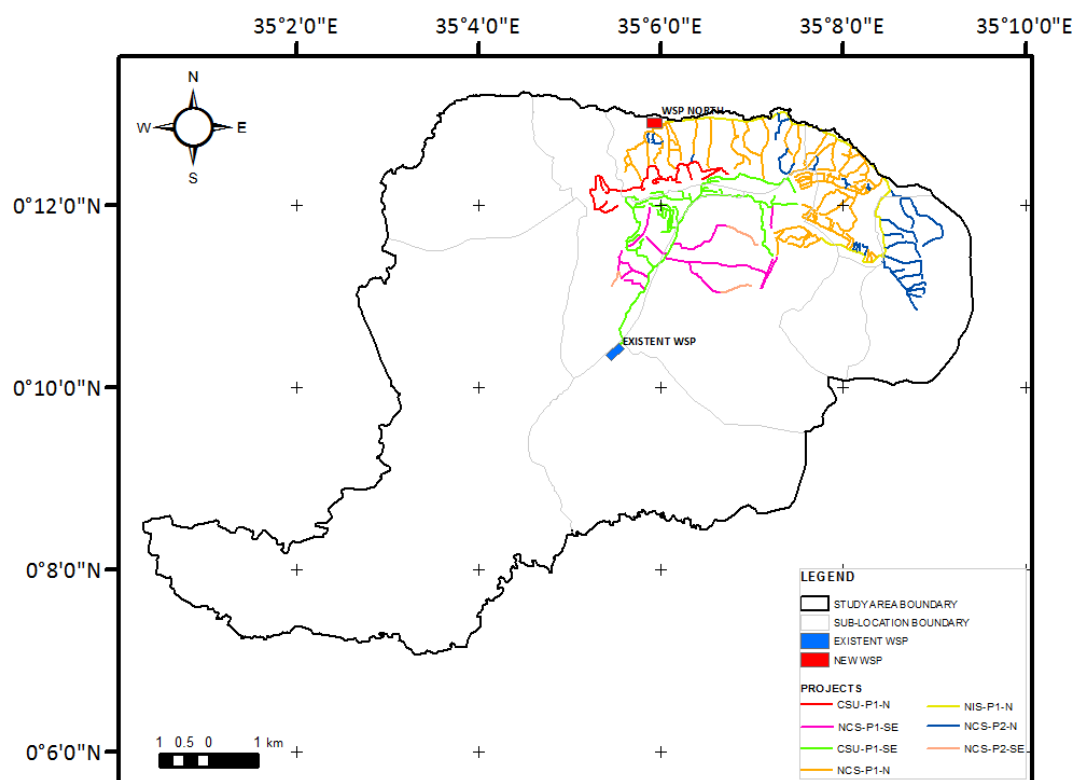 35°2'0"E 35°4'0"E 35°6'0"E 35°8'0"E 35°10'0"E
N
W E
S
WSP NORTH
0°12'0"N
EXISTENT WSP
0°10'0"N
0°8'0"N
LEGEND
STUDY AREA BOUNDARY
SUB-LOCATION BOUNDARY
EXISTENT WSP
NEW WSP
PROJECTS
CSU-P1-N NIS-P1-N
NCS-P1-SE NCS-P2-N
CSU-P1-SE NCS-P2-SE
NCS-P1-N
1 0.5 0 1 km
0°6'0"N